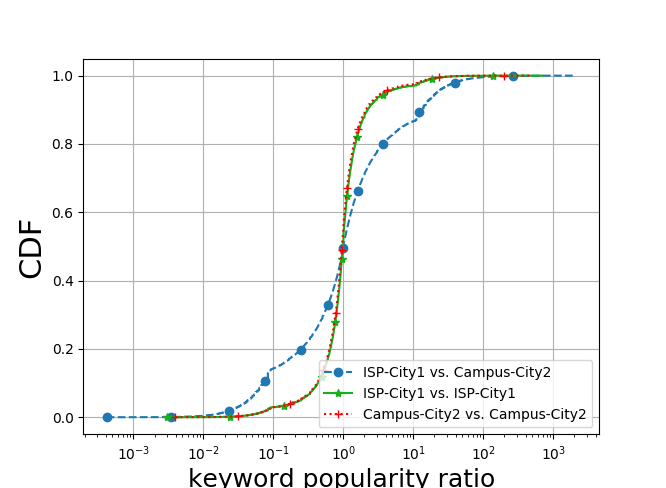 1.0
0.8
0.6
0.4
0.2
0.0
CDF
ISP-City1 vs. Campus-City2
ISP-City1 vs. ISP-City1
Campus-City2 vs. Campus-City2
10⁻³ 10⁻² 10⁻¹ 10⁰ 10¹ 10² 10³
keyword popularity ratio